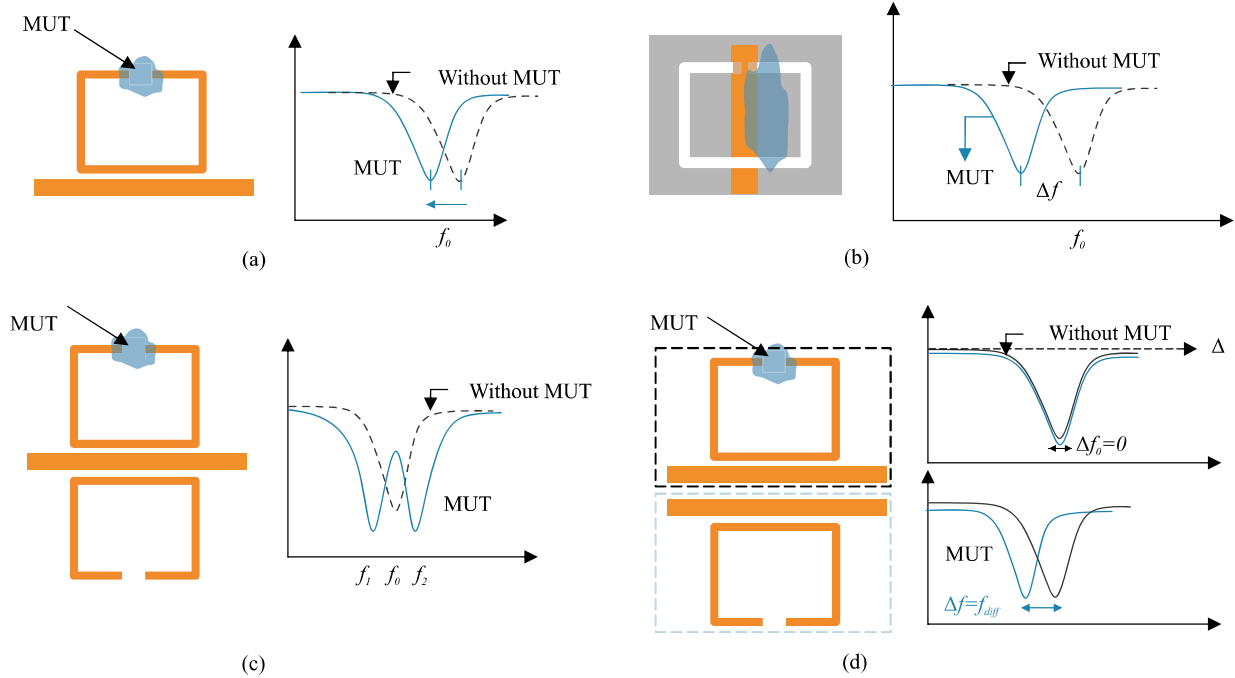 MUT
Without MUT
MUT
f₀
(a)
Without MUT
MUT
Δf
f₀
(b)
MUT
Without MUT
MUT
f₁ f₀ f₂
(c)
MUT
Without MUT
Δ
Δf₀=0
MUT
Δf=f_diff
(d)